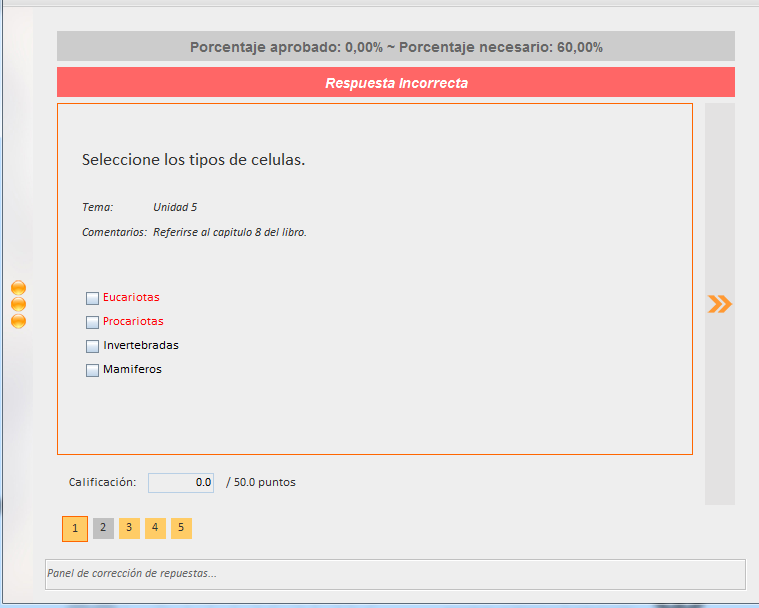 Porcentaje aprobado: 0,00% ~ Porcentaje necesario: 60,00%
Respuesta Incorrecta
Seleccione los tipos de celulas.
Tema: Unidad 5
Comentarios: Referirse al capitulo 8 del libro.
Eucariotas
Procariotas
Invertebradas
Mamiferos
Calificación: 0.0 / 50.0 puntos
1 2 3 4 5
Panel de corrección de repuestas...